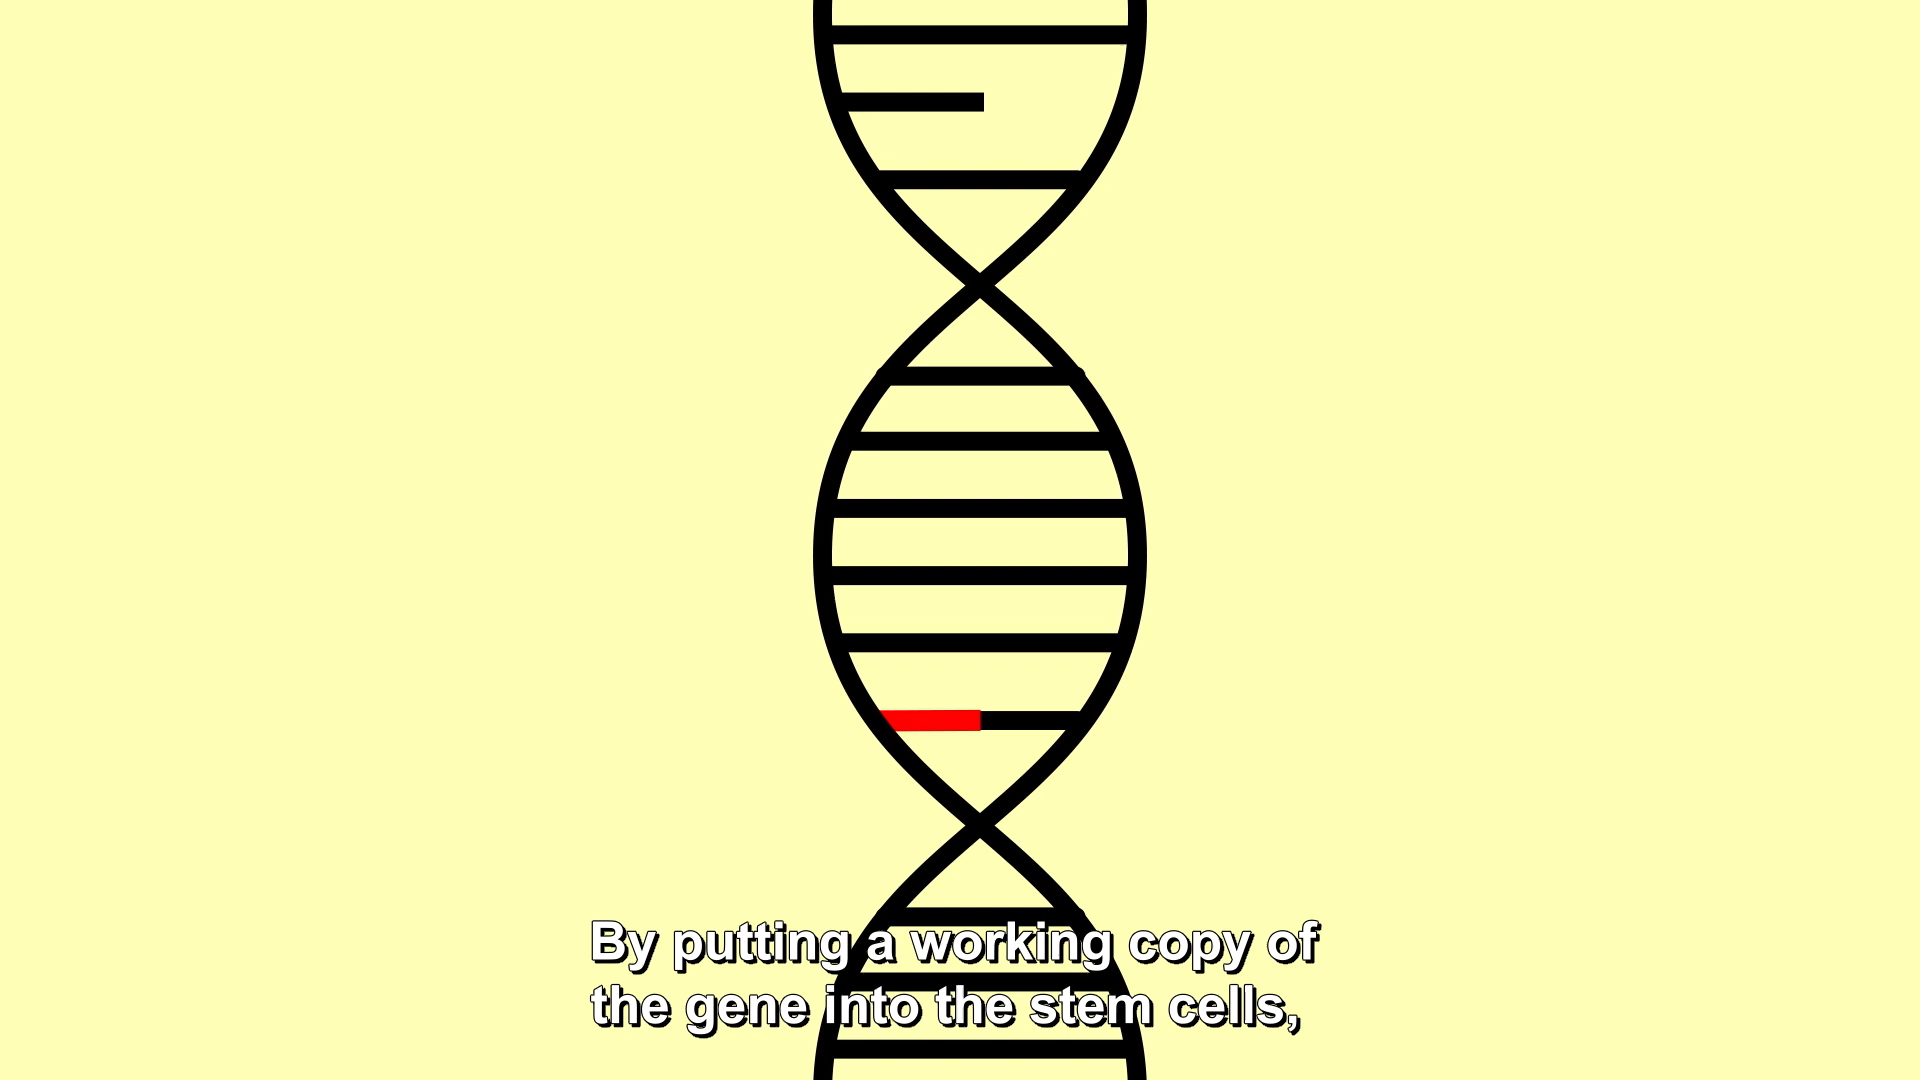 By putting a working copy of
the gene into the stem cells,